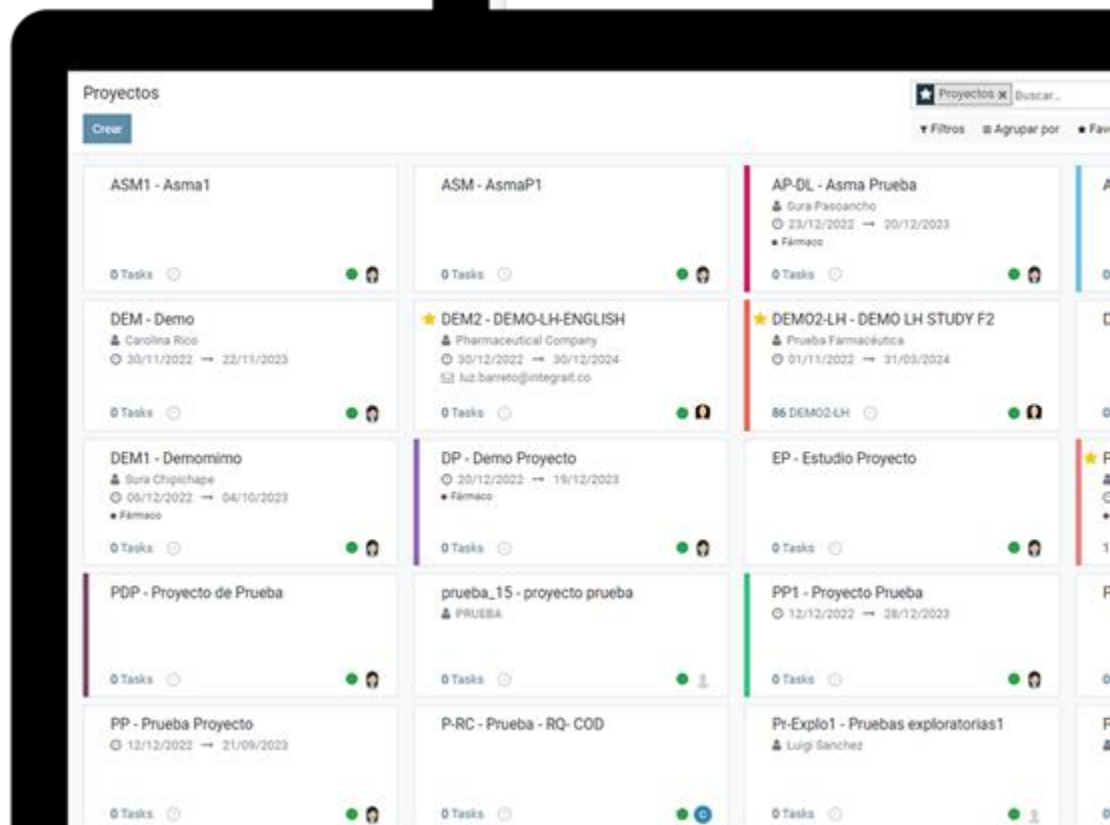 Proyectos
Proyectos × Buscar...
Crear
Filtros Agrupar por
ASM1 - Asma1
0 Tasks
ASM - AsmaP1
0 Tasks
AP-DL - Asma Prueba
Sura Pasoancho
23/12/2022 → 20/12/2023
Fármaco
0 Tasks
DEM - Demo
Carolina Rico
30/11/2022 → 22/11/2023
0 Tasks
DEM2 - DEMO-LH-ENGLISH
Pharmaceutical Company
30/12/2022 → 30/12/2024
luz.barreto@integrait.co
0 Tasks
DEMO2-LH - DEMO LH STUDY F2
Prueba Farmacéutica
01/11/2022 → 31/03/2024
86 DEMO2-LH
DEM1 - Demomimo
Sura Chipichape
06/12/2022 → 04/10/2023
Fármaco
0 Tasks
DP - Demo Proyecto
20/12/2022 → 19/12/2023
Fármaco
0 Tasks
EP - Estudio Proyecto
0 Tasks
PDP - Proyecto de Prueba
0 Tasks
prueba_15 - proyecto prueba
PRUEBA
0 Tasks
PP1 - Proyecto Prueba
12/12/2022 → 28/12/2023
0 Tasks
PP - Prueba Proyecto
12/12/2022 → 21/09/2023
0 Tasks
P-RC - Prueba - RQ- COD
0 Tasks
C
Pr-Explo1 - Pruebas exploratorias1
Luigi Sanchez
0 Tasks